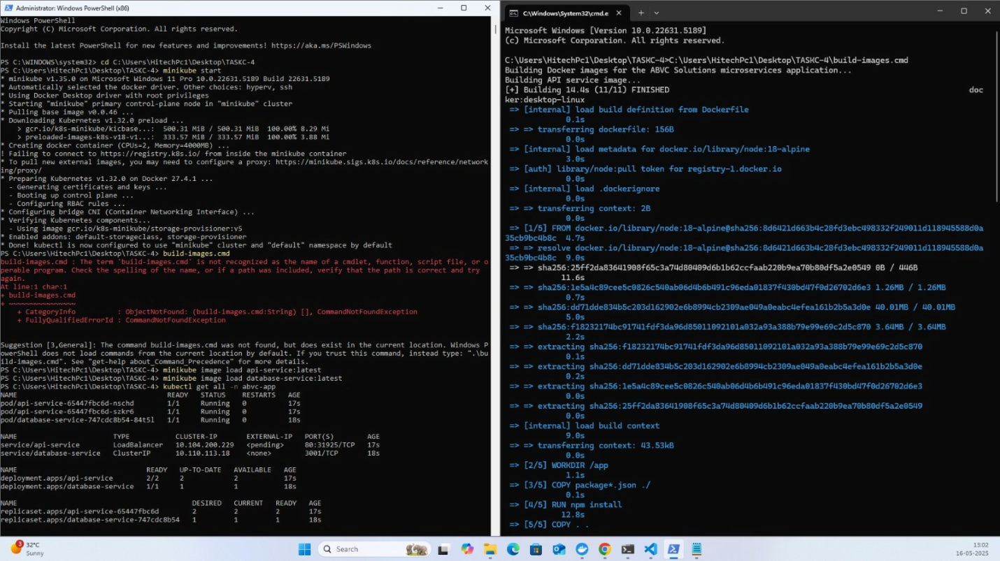 Administrator: Windows PowerShell (x86)
Windows PowerShell
Copyright (C) Microsoft Corporation. All rights reserved.
Install the latest PowerShell for new features and improvements! https://aka.ms/PSWindows
PS C:\WINDOWS\system32> cd C:\Users\HitechPc1\Desktop\TASKC-4
PS C:\Users\HitechPc1\Desktop\TASKC-4> minikube start
* minikube v1.35.0 on Microsoft Windows 11 Pro 10.0.22631.5189 Build 22631.5189
* Automatically selected the docker driver. Other choices: hyperv, ssh
* Using Docker Desktop driver with root privileges
* Starting "minikube" primary control-plane node in "minikube" cluster
* Pulling base image v0.0.46 ...
* Downloading Kubernetes v1.32.0 preload ...
> gcr.io/k8s-minikube/kicbase...: 500.31 MiB / 500.31 MiB 100.00% 8.29 Mi
> preloaded-images-k8s-v18-v1...: 333.57 MiB / 333.57 MiB 100.00% 3.88 Mi
* Creating docker container (CPUs=2, Memory=4000MB) ...
! Failing to connect to https://registry.k8s.io/ from inside the minikube container
* To pull new external images, you may need to configure a proxy: https://minikube.sigs.k8s.io/docs/reference/network
ing/proxy/
* Preparing Kubernetes v1.32.0 on Docker 27.4.1 ...
- Generating certificates and keys ...
- Booting up control plane ...
- Configuring RBAC rules ...
* Configuring bridge CNI (Container Networking Interface) ...
* Verifying Kubernetes components...
- Using image gcr.io/k8s-minikube/storage-provisioner:v5
* Enabled addons: default-storageclass, storage-provisioner
* Done! kubectl is now configured to use "minikube" cluster and "default" namespace by default
PS C:\Users\HitechPc1\Desktop\TASKC-4> build-images.cmd
build-images.cmd : The term 'build-images.cmd' is not recognized as the name of a cmdlet, function, script file, or o
perable program. Check the spelling of the name, or if a path was included, verify that the path is correct and try
again.
At line:1 char:1
+ build-images.cmd
+ ~~~~~~~~~~~~~~~~
+ CategoryInfo : ObjectNotFound: (build-images.cmd:String) [], CommandNotFoundException
+ FullyQualifiedErrorId : CommandNotFoundException
Suggestion [3,General]: The command build-images.cmd was not found, but does exist in the current location. Windows P
owerShell does not load commands from the current location by default. If you trust this command, instead type: ".\bu
ild-images.cmd". See "get-help about_Command_Precedence" for more details.
PS C:\Users\HitechPc1\Desktop\TASKC-4> minikube image load api-service:latest
PS C:\Users\HitechPc1\Desktop\TASKC-4> minikube image load database-service:latest
PS C:\Users\HitechPc1\Desktop\TASKC-4> kubectl get all -n abvc-app
NAME READY STATUS RESTARTS AGE
pod/api-service-65447fbc6d-nschd 1/1 Running 0 17s
pod/api-service-65447fbc6d-szkr6 1/1 Running 0 17s
pod/database-service-747cdc8b54-84t5l 1/1 Running 0 18s
NAME TYPE CLUSTER-IP EXTERNAL-IP PORT(S) AGE
service/api-service LoadBalancer 10.104.200.229 <pending> 80:31925/TCP 17s
service/database-service ClusterIP 10.110.113.18 <none> 3001/TCP 18s
NAME READY UP-TO-DATE AVAILABLE AGE
deployment.apps/api-service 2/2 2 2 17s
deployment.apps/database-service 1/1 1 1 18s
NAME DESIRED CURRENT READY AGE
replicaset.apps/api-service-65447fbc6d 2 2 2 17s
replicaset.apps/database-service-747cdc8b54 1 1 1 18s
C:\Windows\System32\cmd.e
Microsoft Windows [Version 10.0.22631.5189]
(c) Microsoft Corporation. All rights reserved.
C:\Users\HitechPc1\Desktop\TASKC-4>C:\Users\HitechPc1\Desktop\TASKC-4\build-images.cmd
Building Docker images for the ABVC Solutions microservices application...
Building API service image...
[+] Building 14.4s (11/11) FINISHED doc
ker:desktop-linux
=> [internal] load build definition from Dockerfile
0.1s
=> => transferring dockerfile: 156B
0.0s
=> [internal] load metadata for docker.io/library/node:18-alpine
3.0s
=> [auth] library/node:pull token for registry-1.docker.io
0.0s
=> [internal] load .dockerignore
0.0s
=> => transferring context: 2B
0.0s
=> [1/5] FROM docker.io/library/node:18-alpine@sha256:8d6421d663b4c28fd3ebc498332f249011d118945588d0a
35cb9bc4b8c 4.7s
=> => resolve docker.io/library/node:18-alpine@sha256:8d6421d663b4c28fd3ebc498332f249011d118945588d0a
35cb9bc4b8c 9.0s
=> => sha256:25ff2da83641908f65c3a74d80409d6b1b62ccfaab220b9ea70b80df5a2e0549 0B / 446B
11.6s
=> => sha256:1e5a4c89cee5c0826c540ab06d4b6b491c96eda01837f430bd47f0d26702d6e3 1.26MB / 1.26MB
0.7s
=> => sha256:dd71dde834b5c203d162902e6b8994cb2309ae049a0eabc4efea161b2b5a3d0e 40.01MB / 40.01MB
5.0s
=> => sha256:f18232174bc91741fdf3da96d85011092101a032a93a388b79e99e69c2d5c870 3.64MB / 3.64MB
2.2s
=> => extracting sha256:f18232174bc91741fdf3da96d85011092101a032a93a388b79e99e69c2d5c870
0.1s
=> => extracting sha256:dd71dde834b5c203d162902e6b8994cb2309ae049a0eabc4efea161b2b5a3d0e
0.2s
=> => extracting sha256:1e5a4c89cee5c0826c540ab06d4b6b491c96eda01837f430bd47f0d26702d6e3
0.0s
=> => extracting sha256:25ff2da83641908f65c3a74d80409d6b1b62ccfaab220b9ea70b80df5a2e0549
0.0s
=> [internal] load build context
9.0s
=> => transferring context: 43.53kB
0.0s
=> [2/5] WORKDIR /app
1.1s
=> [3/5] COPY package*.json ./
0.1s
=> [4/5] RUN npm install
12.8s
=> [5/5] COPY . .
3
32°C
Sunny
Search
13:02
16-05-2025